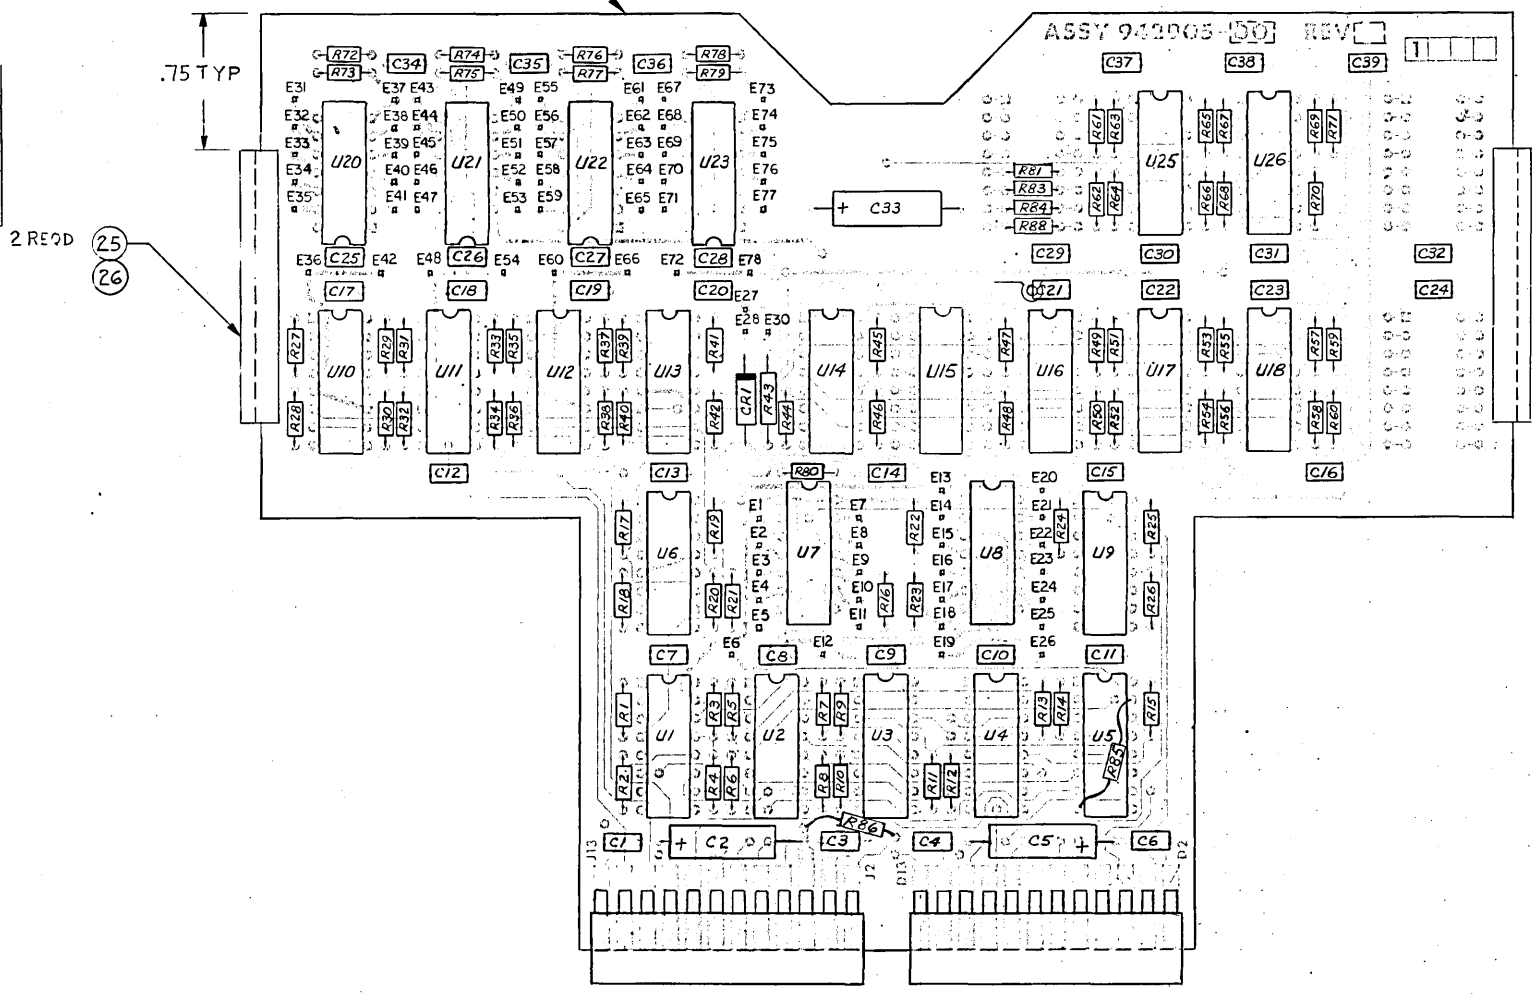 ASSY 942905-DO REV
1
.75 TYP
R72 R74 R76 R78
C34 C35 C36 C37 C38 C39
R73 R75 R77 R79
E31 E37 E43 E49 E55 E61 E67 E73
E32 E38 E44 E50 E56 E62 E68 E74
R61 R63 R65 R67 R69 R71
E33 E39 E45 E51 E57 E63 E69 E75
U20 U21 U22 U23 U25 U26
E34 E40 E46 E52 E58 E64 E70 E76
R81
R83
E35 E41 E47 E53 E59 E65 E71 E77
R62 R64 R66 R68 R70
R84
C33
R88
2 REQD 25
26
C25 C26 C27 C28 C29 C30 C31 C32
E36 E42 E48 E54 E60 E66 E72 E78
C17 C18 C19 C20 C21 C22 C23 C24
E27
E28 E30
R27 R29 R31 R33 R35 R37 R39 R41 R45 R47 R49 R51 R53 R55 R57 R59
U10 U11 U12 U13 U14 U15 U16 U17 U18
CR1 R43
R28 R30 R32 R34 R36 R38 R40 R42 R44 R46 R48 R50 R52 R54 R56 R58 R60
C12 C13 R80 C14 C15 C16
E13 E20
E1 E7 E14 E21
R17 R19 R22 R24 R25
E2 E8 E15 E22
U6 U7 U8 U9
E3 E9 E16 E23
E4 E10 E17 E24
R18 R20 R21 R16 R23 R26
E5 E11 E18 E25
E6 E12 E19 E26
C7 C8 C9 C10 C11
R1 R3 R5 R7 R9 R13 R14 R15
U1 U2 U3 U4 U5
R85
R2 R4 R6 R8 R10 R11 R12
R86
J13 C1 + C2 C3 C4 C5 + C6 D2
J2 D13